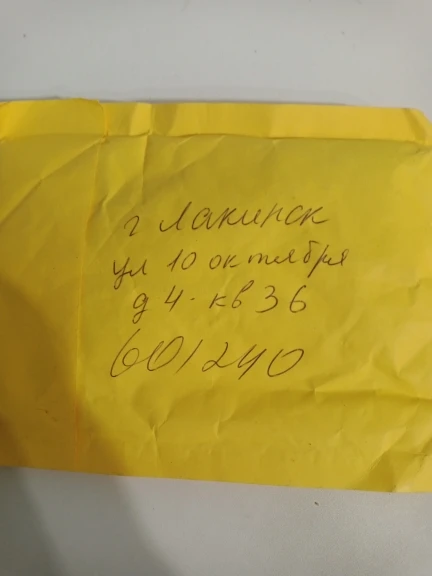 г Лакинск
ул 10 октября
д 4. кв 36
601240